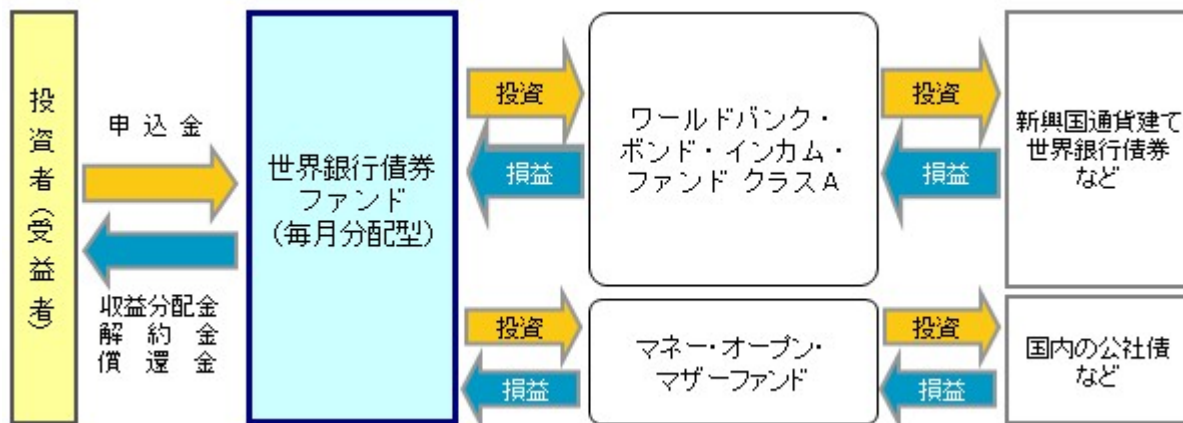 投資者(受益者)
申込金
収益分配金
解約金
償還金
世界銀行債券
ファンド
(毎月分配型)
投資
損益
ワールドバンク・
ボンド・インカム・
ファンド クラスA
投資
損益
新興国通貨建て
世界銀行債券
など
投資
損益
マネー・オープン・
マザーファンド
投資
損益
国内の公社債
など